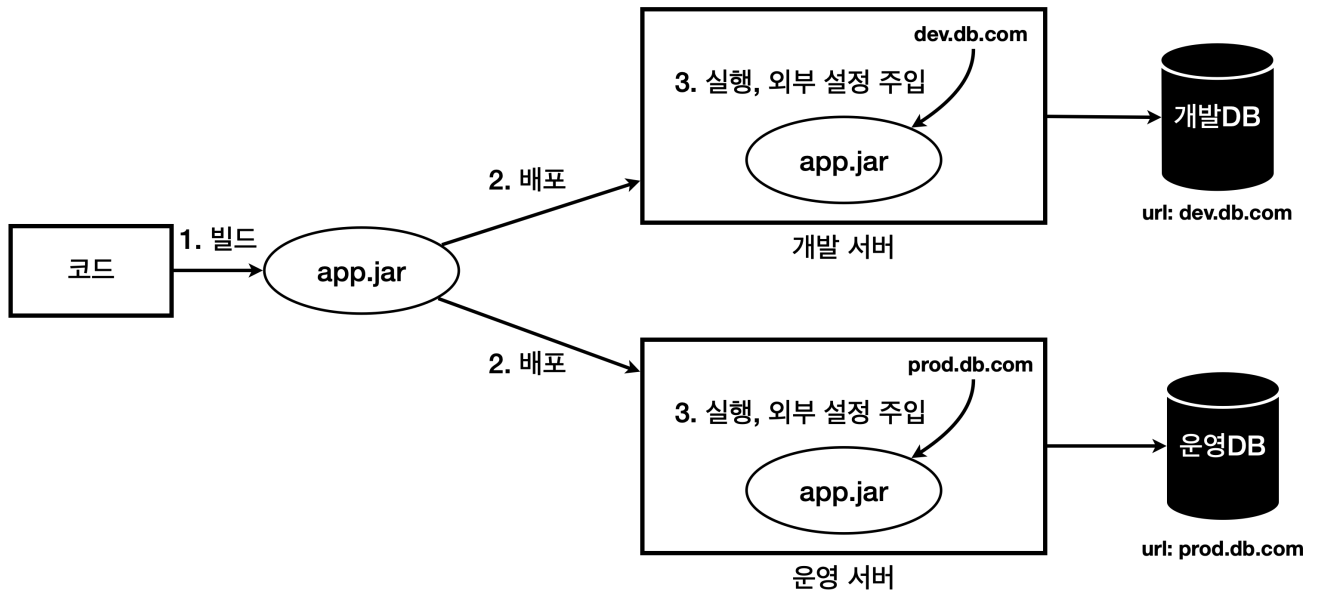 코드
1. 빌드
app.jar
2. 배포
2. 배포
dev.db.com
3. 실행, 외부 설정 주입
app.jar
개발 서버
개발DB
url: dev.db.com
prod.db.com
3. 실행, 외부 설정 주입
app.jar
운영 서버
운영DB
url: prod.db.com